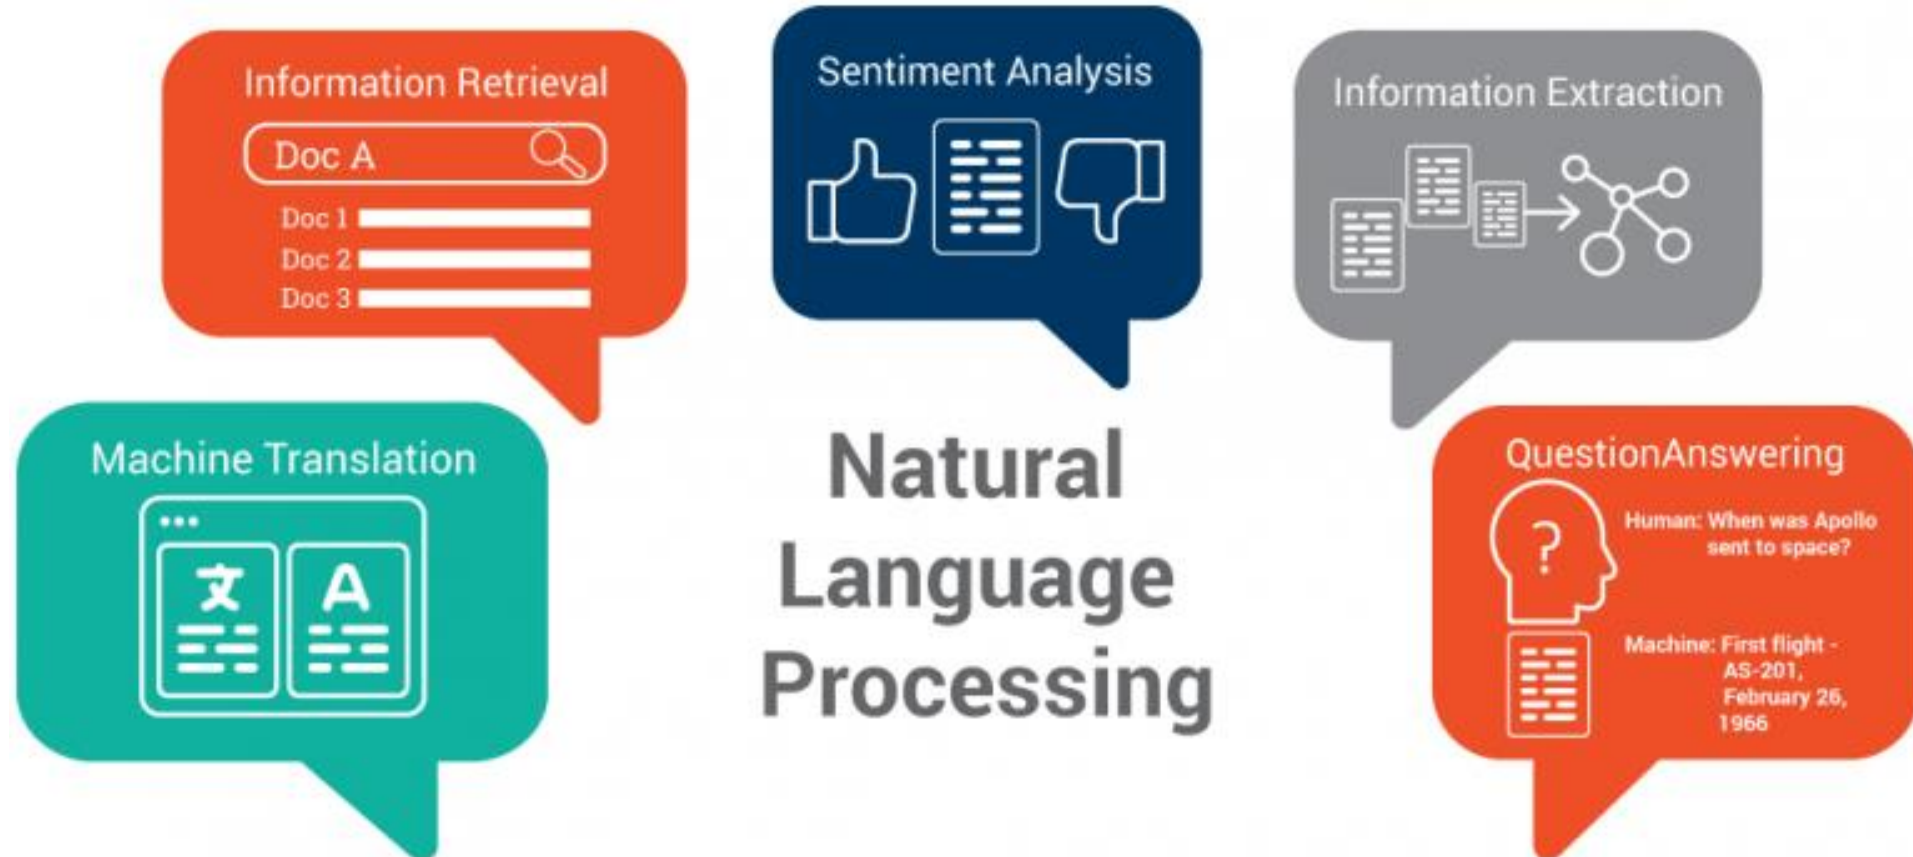 Information Retrieval
Doc A
Doc 1
Doc 2
Doc 3
Sentiment Analysis
Information Extraction
Machine Translation
文 A
Natural
Language
Processing
QuestionAnswering
?
Human: When was Apollo
sent to space?
Machine: First flight -
AS-201,
February 26,
1966